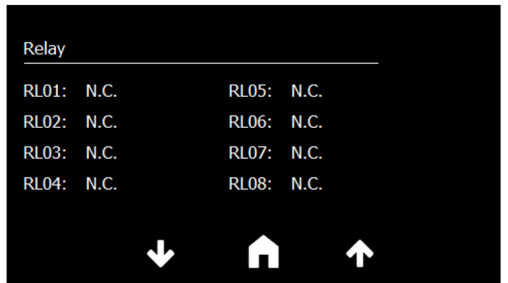 Relay
RL01: N.C. RL05: N.C.
RL02: N.C. RL06: N.C.
RL03: N.C. RL07: N.C.
RL04: N.C. RL08: N.C.